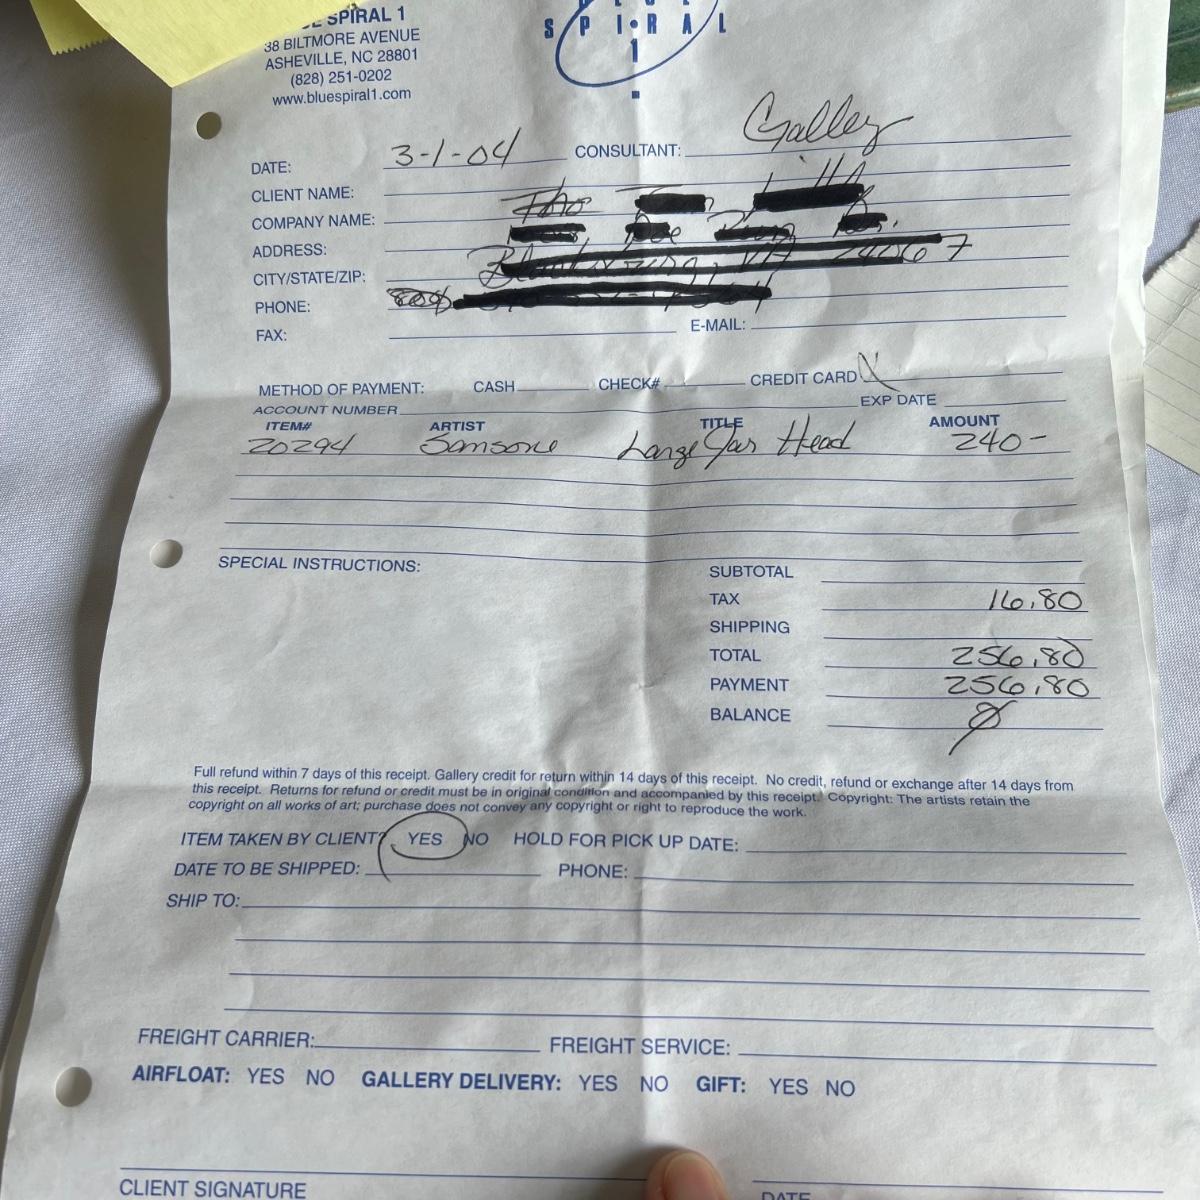 SPIRAL 1
38 BILTMORE AVENUE
ASHEVILLE, NC 28801
(828) 251-0202
www.bluespiral1.com
SPIRAL
1
DATE: 3-1-04 CONSULTANT: Galley
CLIENT NAME:
COMPANY NAME:
ADDRESS:
CITY/STATE/ZIP:
PHONE:
FAX: E-MAIL:
METHOD OF PAYMENT: CASH CHECK# CREDIT CARD X
ACCOUNT NUMBER EXP DATE
ITEM# ARTIST TITLE AMOUNT
20294 Sansone Large Jar Head 240-
SPECIAL INSTRUCTIONS:
SUBTOTAL
TAX 16.80
SHIPPING
TOTAL 256.80
PAYMENT 256.80
BALANCE Ø
Full refund within 7 days of this receipt. Gallery credit for return within 14 days of this receipt. No credit, refund or exchange after 14 days from
this receipt. Returns for refund or credit must be in original condition and accompanied by this receipt. Copyright: The artists retain the
copyright on all works of art; purchase does not convey any copyright or right to reproduce the work.
ITEM TAKEN BY CLIENT? YES NO HOLD FOR PICK UP DATE:
DATE TO BE SHIPPED: PHONE:
SHIP TO:
FREIGHT CARRIER: FREIGHT SERVICE:
AIRFLOAT: YES NO GALLERY DELIVERY: YES NO GIFT: YES NO
CLIENT SIGNATURE DATE